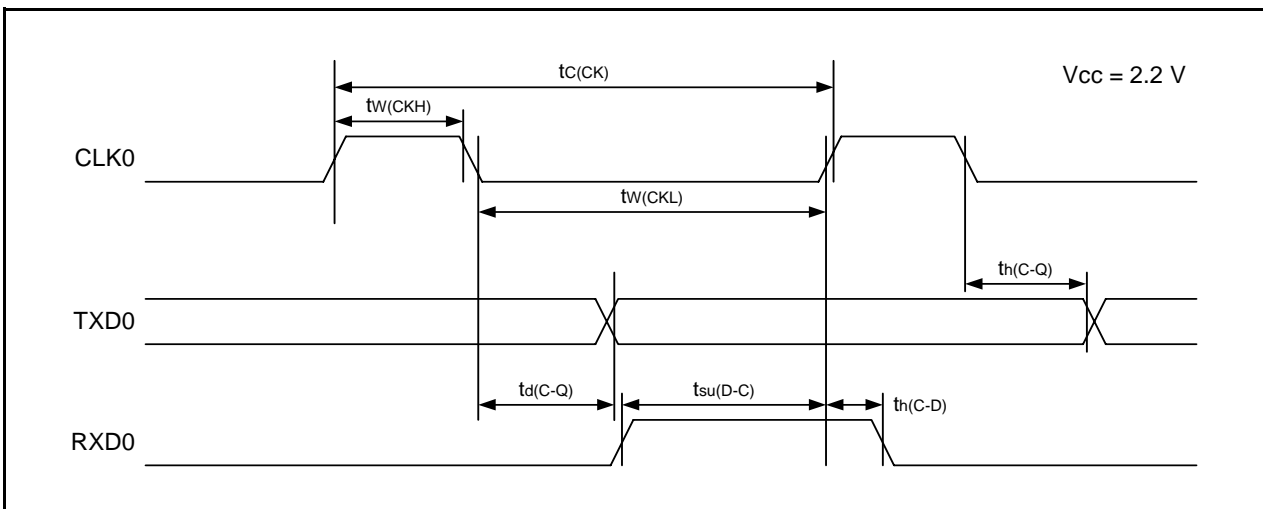 tC(CK)
Vcc = 2.2 V
tW(CKH)
CLK0
tW(CKL)
th(C-Q)
TXD0
td(C-Q)
tsu(D-C)
th(C-D)
RXD0